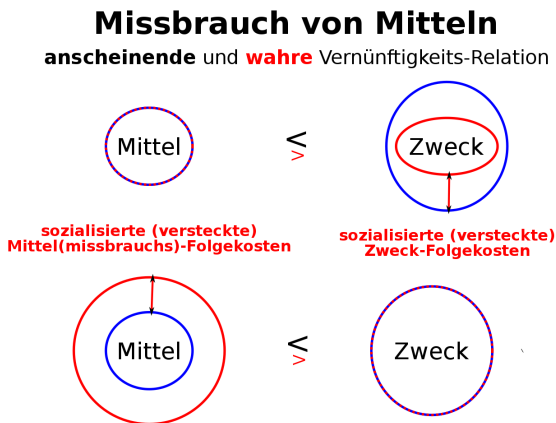 Missbrauch von Mitteln
anscheinende und wahre Vernünftigkeits-Relation
Mittel < Zweck
>
sozialisierte (versteckte)
Mittel(missbrauchs)-Folgekosten
sozialisierte (versteckte)
Zweck-Folgekosten
Mittel < Zweck
>